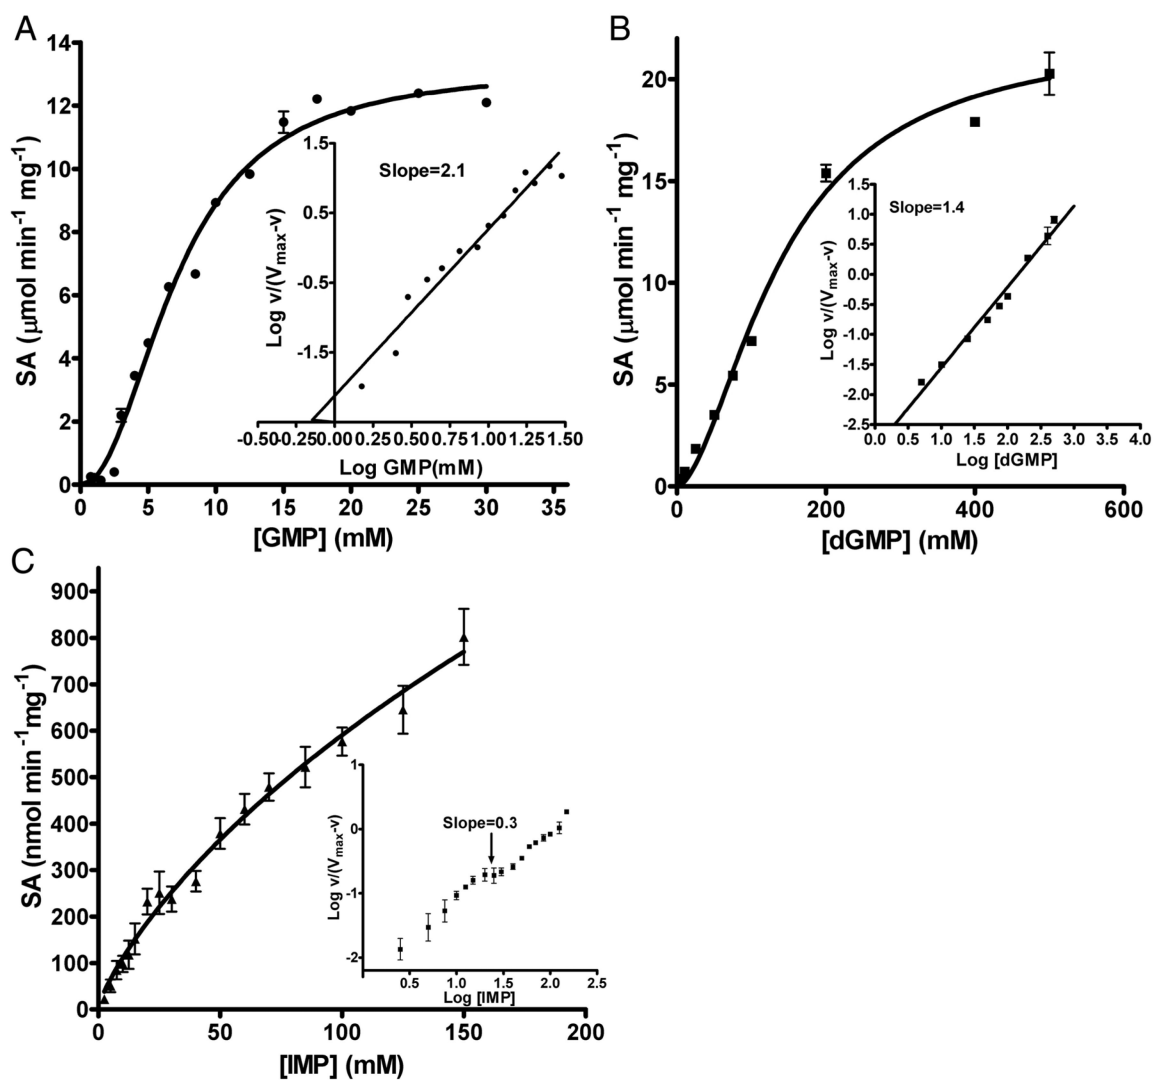 A
SA (μmol min⁻¹ mg⁻¹)
14
12
10
8
6
4
2
0
0 5 10 15 20 25 30 35
[GMP] (mM)
Log v/(Vmax-v)
1.5
0.5
-0.5
-1.5
Slope=2.1
-0.50 -0.25 0.00 0.25 0.50 0.75 1.00 1.25 1.50
Log GMP(mM)
B
SA (μmol min⁻¹ mg⁻¹)
20
15
10
5
0
0 200 400 600
[dGMP] (mM)
Log v/(Vmax-v)
1.5
1.0
0.5
0.0
-0.5
-1.0
-1.5
-2.0
-2.5
Slope=1.4
0.0 0.5 1.0 1.5 2.0 2.5 3.0 3.5 4.0
Log [dGMP]
C
SA (nmol min⁻¹mg⁻¹)
900
800
700
600
500
400
300
200
100
0
0 50 100 150 200
[IMP] (mM)
Log v/(Vmax-v)
1
0
-1
-2
Slope=0.3
0.5 1.0 1.5 2.0 2.5
Log [IMP]